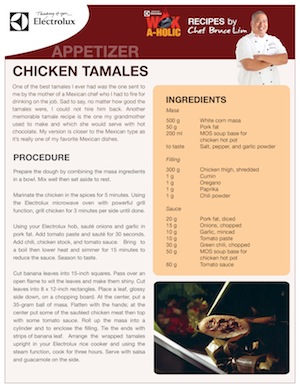 Thinking of you
Electrolux
Electrolux
WOK
A-HOLIC
RECIPES by
Chef Bruce Lim
APPETIZER
CHICKEN TAMALES
One of the best tamales I ever had was the one sent to
me by the mother of a Mexican chef who I had to fire for
drinking on the job. Sad to say, no matter how good the
tamales were, I could not hire him back. Another
memorable tamale recipe is the one my grandmother
used to make and which she would serve with hot
chocolate. My version is closer to the Mexican type as
it's really one of my favorite Mexican dishes.
PROCEDURE
Prepare the dough by combining the masa ingredients
in a bowl. Mix well then set aside to rest.
Marinate the chicken in the spices for 5 minutes. Using
the Electrolux microwave oven with powerful grill
function, grill chicken for 3 minutes per side until done.
Using your Electrolux hob, sauté onions and garlic in
pork fat. Add tomato paste and sauté for 30 seconds.
Add chili, chicken stock, and tomato sauce. Bring to
a boil then lower heat and simmer for 15 minutes to
reduce the sauce. Season to taste.
Cut banana leaves into 15-inch squares. Pass over an
open flame to wilt the leaves and make them shiny. Cut
leaves into 8 x 12-inch rectangles. Place a leaf, glossy
side down, on a chopping board. At the center, put a
35-gram ball of masa. Flatten with the hands; at the
center put some of the sautéed chicken meat then top
with some tomato sauce. Roll up the masa into a
cylinder and to enclose the filling. Tie the ends with
strips of banana leaf. Arrange the wrapped tamales
upright in your Electrolux rice cooker and using the
steam function, cook for three hours. Serve with salsa
and guacamole on the side.
INGREDIENTS
Masa
500 g White corn masa
50 g Pork fat
200 ml MOS soup base for
chicken hot pot
to taste Salt, pepper, and garlic powder
Filling
300 g Chicken thigh, shredded
1 g Cumin
1 g Oregano
1 g Paprika
1 g Chili powder
Sauce
20 g Pork fat, diced
15 g Onions, chopped
10 g Garlic, minced
15 g Tomato paste
30 g Green chili, chopped
50 g MOS soup base for
chicken hot pot
60 g Tomato sauce